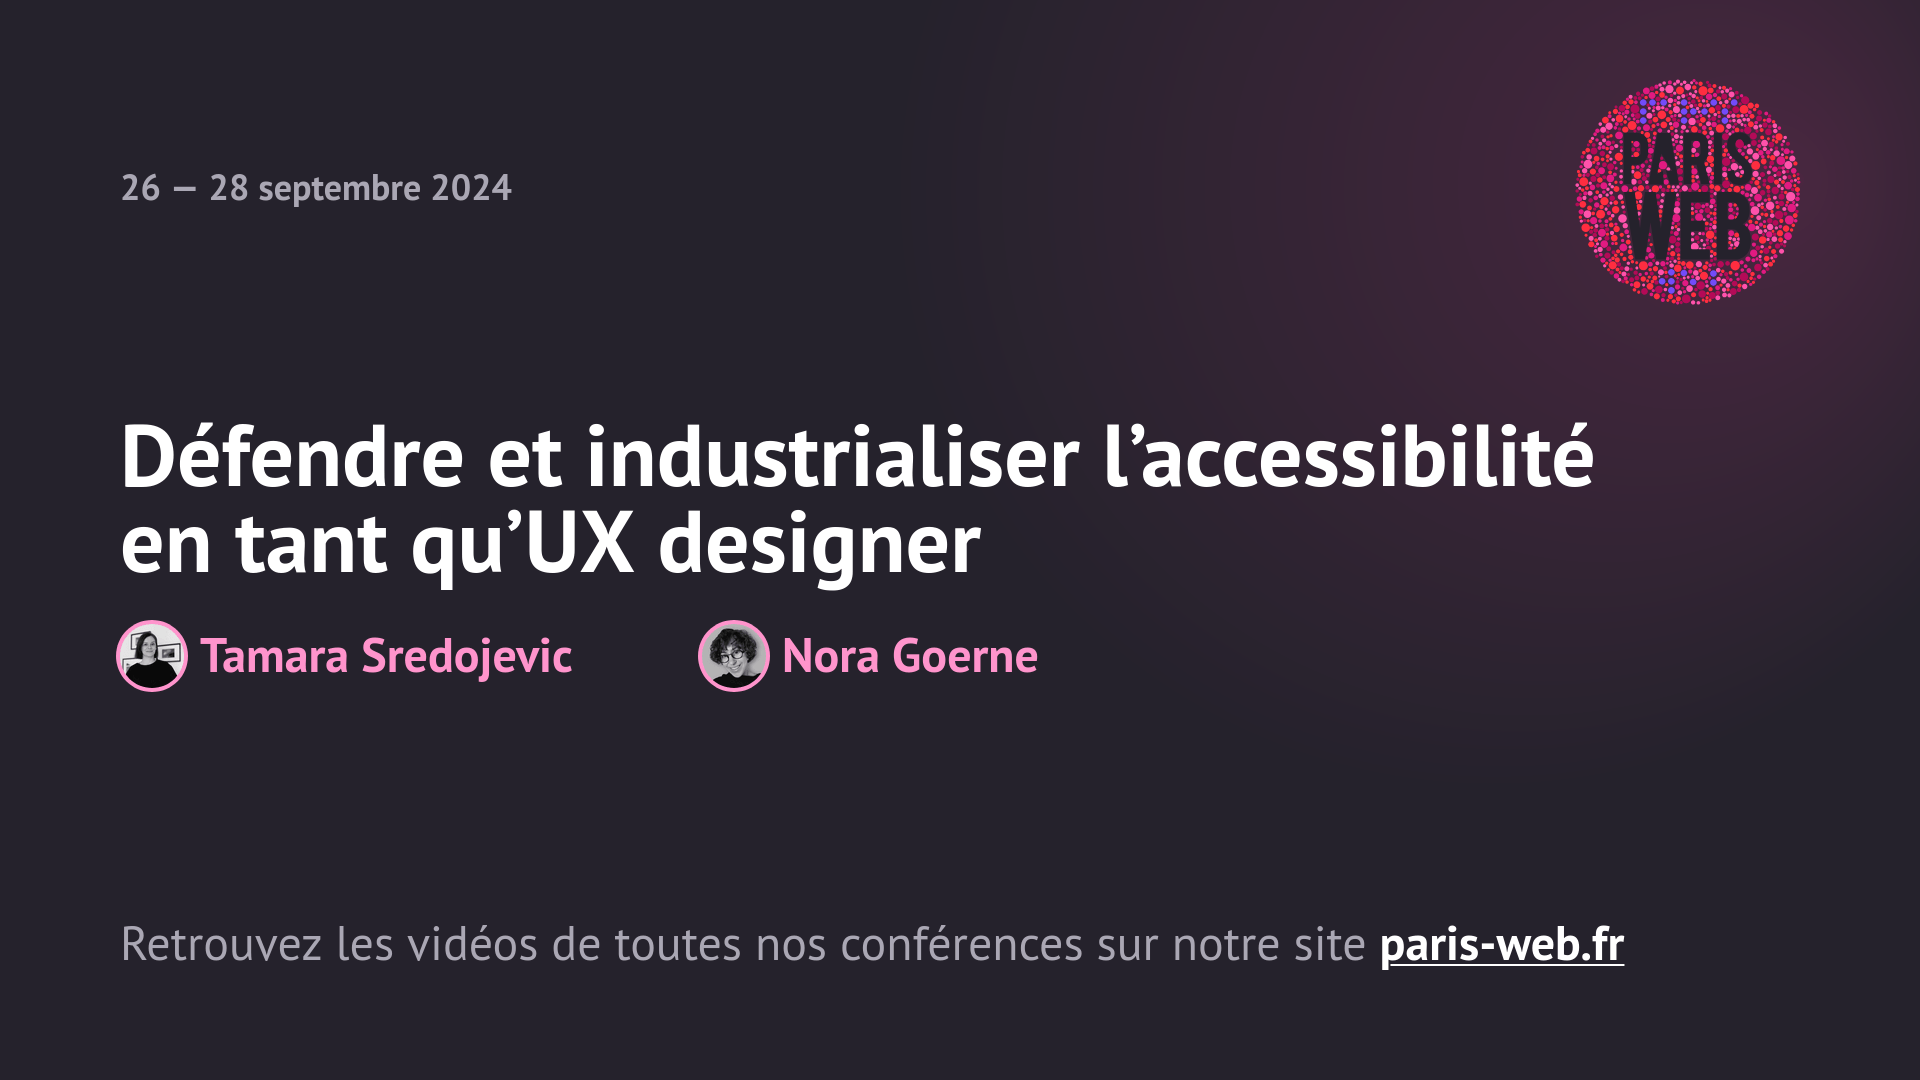 26 — 28 septembre 2024
PARIS
WEB
Défendre et industrialiser l’accessibilité
en tant qu’UX designer
Tamara Sredojevic
Nora Goerne
Retrouvez les vidéos de toutes nos conférences sur notre site paris-web.fr